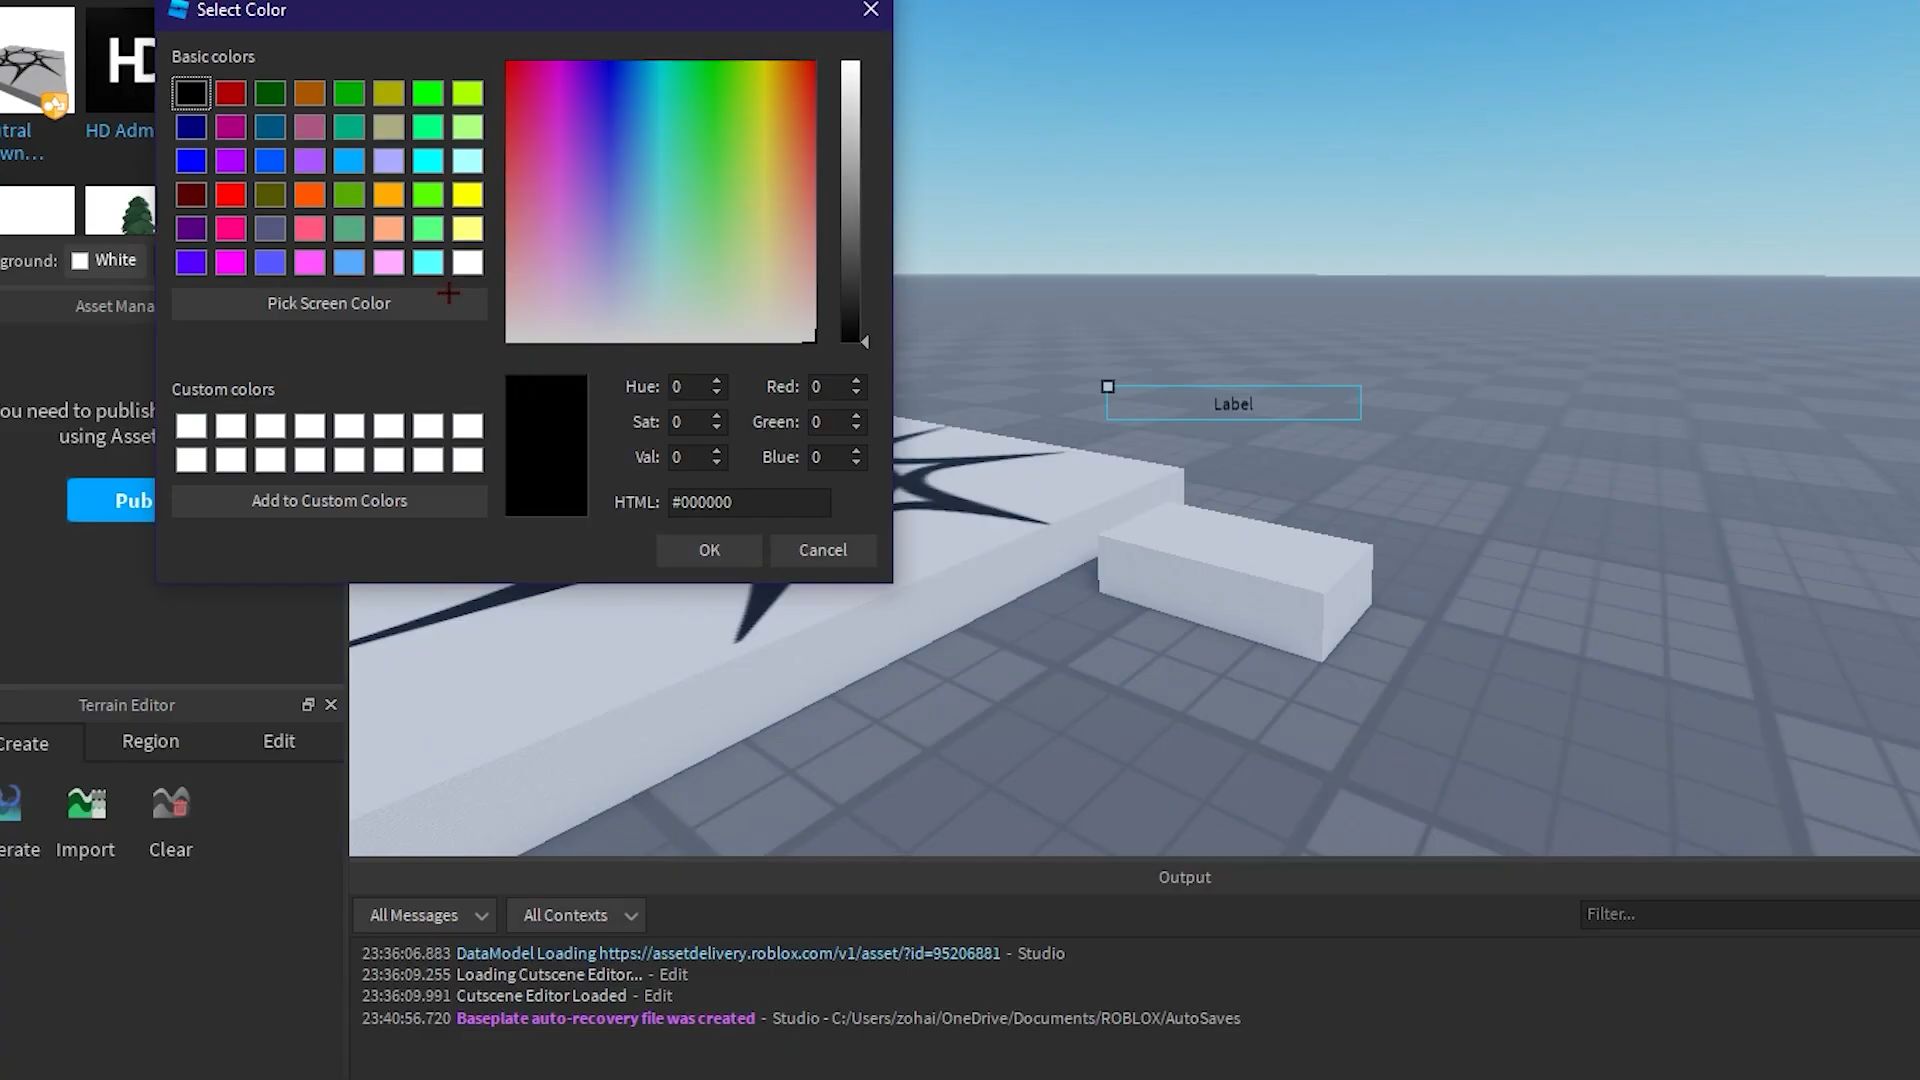 Select Color
Basic colors
HD
tral
wn...
HD Adm
ground:
White
Pick Screen Color
Asset Mana
ou need to publish
using Asset
Pub
Custom colors
Add to Custom Colors
Hue: 0
Red: 0
Sat: 0
Green: 0
Val: 0
Blue: 0
HTML: #000000
OK
Cancel
Label
Terrain Editor
Create
Region
Edit
erate
Import
Clear
Output
All Messages
All Contexts
Filter...
23:36:06.883 DataModel Loading https://assetdelivery.roblox.com/v1/asset/?id=95206881 - Studio
23:36:09.255 Loading Cutscene Editor... - Edit
23:36:09.991 Cutscene Editor Loaded - Edit
23:40:56.720 Baseplate auto-recovery file was created - Studio - C:/Users/zohai/OneDrive/Documents/ROBLOX/AutoSaves